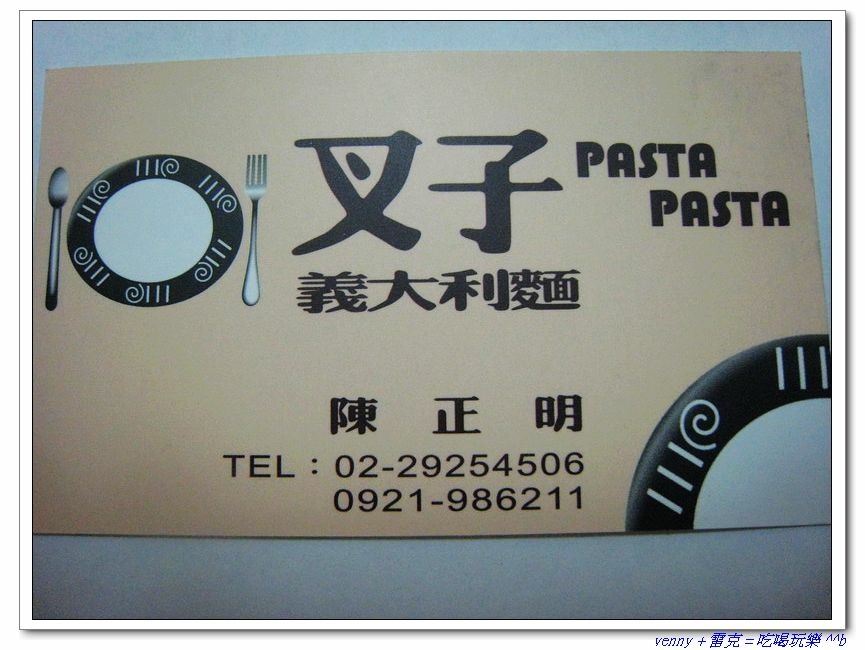 叉子 PASTA
PASTA
義大利麵
陳 正 明
TEL：02-29254506
0921-986211
venny + 雷克 = 吃喝玩樂 ^^b